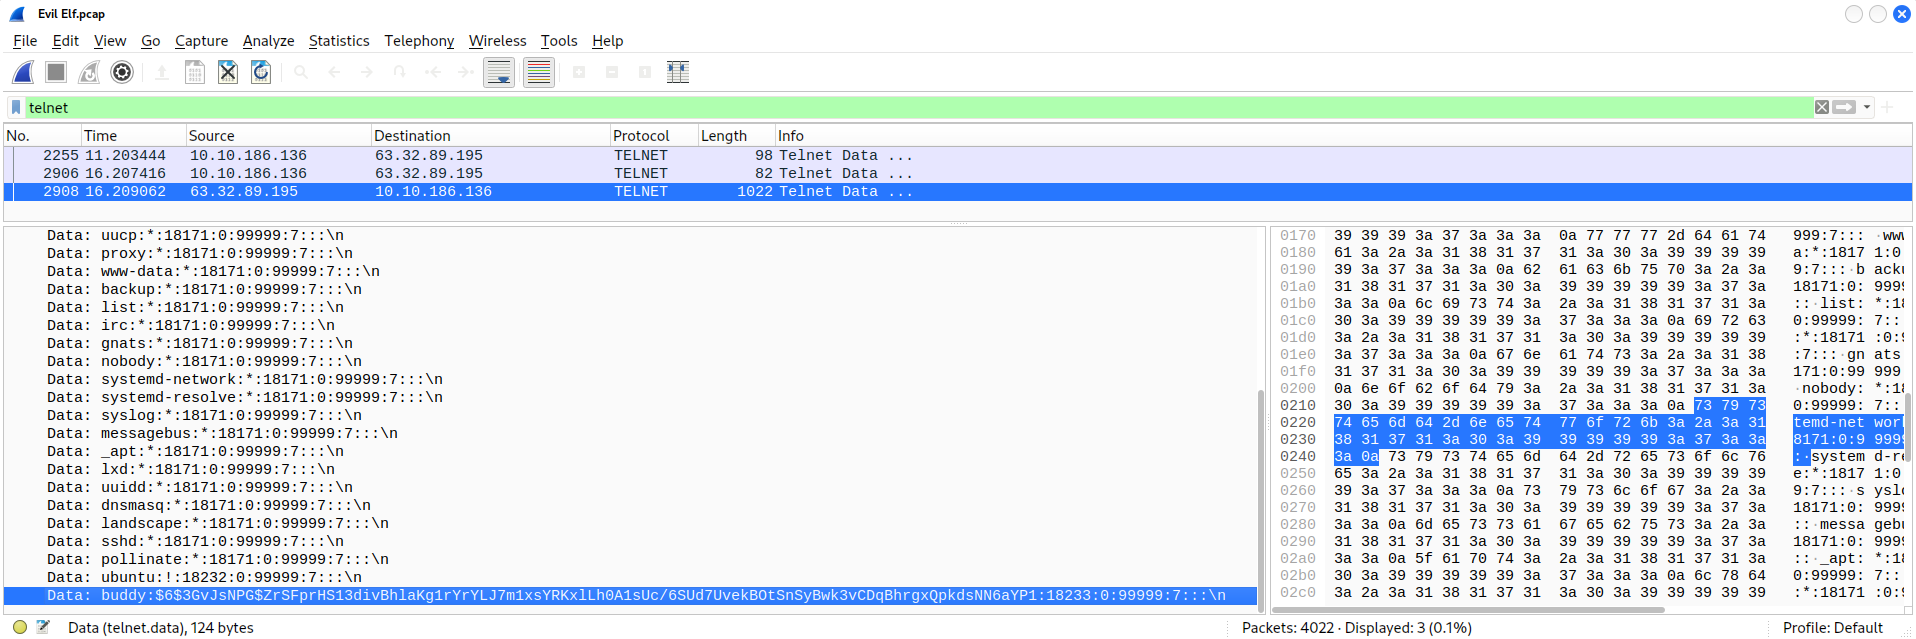 Evil Elf.pcap
File Edit View Go Capture Analyze Statistics Telephony Wireless Tools Help
telnet
No. Time Source Destination Protocol Length Info
2255 11.203444 10.10.186.136 63.32.89.195 TELNET 98 Telnet Data ...
2906 16.207416 10.10.186.136 63.32.89.195 TELNET 82 Telnet Data ...
2908 16.209062 63.32.89.195 10.10.186.136 TELNET 1022 Telnet Data ...
Data: uucp:*:18171:0:99999:7:::\n
Data: proxy:*:18171:0:99999:7:::\n
Data: www-data:*:18171:0:99999:7:::\n
Data: backup:*:18171:0:99999:7:::\n
Data: list:*:18171:0:99999:7:::\n
Data: irc:*:18171:0:99999:7:::\n
Data: gnats:*:18171:0:99999:7:::\n
Data: nobody:*:18171:0:99999:7:::\n
Data: systemd-network:*:18171:0:99999:7:::\n
Data: systemd-resolve:*:18171:0:99999:7:::\n
Data: syslog:*:18171:0:99999:7:::\n
Data: messagebus:*:18171:0:99999:7:::\n
Data: _apt:*:18171:0:99999:7:::\n
Data: lxd:*:18171:0:99999:7:::\n
Data: uuidd:*:18171:0:99999:7:::\n
Data: dnsmasq:*:18171:0:99999:7:::\n
Data: landscape:*:18171:0:99999:7:::\n
Data: sshd:*:18171:0:99999:7:::\n
Data: pollinate:*:18171:0:99999:7:::\n
Data: ubuntu:!:18232:0:99999:7:::\n
Data: buddy:$6$3GvJsNPG$ZrSFprHS13divBhlaKg1rYrYLJ7m1xsYRKxlLh0A1sUc/6SUd7UvekBOtSnSyBwk3vCDqBhrgxQpkdsNN6aYP1:18233:0:99999:7:::\n
0170 39 39 39 3a 37 3a 3a 3a 0a 77 77 77 2d 64 61 74 999:7::: ·ww
0180 61 3a 2a 3a 31 38 31 37 31 3a 30 3a 39 39 39 39 a:*:1817 1:0
0190 39 3a 37 3a 3a 3a 0a 62 61 63 6b 75 70 3a 2a 3a 9:7:::·b acku
01a0 31 38 31 37 31 3a 30 3a 39 39 39 39 39 3a 37 3a 18171:0: 9999
01b0 3a 3a 0a 6c 69 73 74 3a 2a 3a 31 38 31 37 31 3a ::·list: *:18
01c0 30 3a 39 39 39 39 39 3a 37 3a 3a 3a 0a 69 72 63 0:99999: 7::
01d0 3a 2a 3a 31 38 31 37 31 3a 30 3a 39 39 39 39 39 :*:18171 :0:9
01e0 3a 37 3a 3a 3a 0a 67 6e 61 74 73 3a 2a 3a 31 38 :7:::·gn ats
01f0 31 37 31 3a 30 3a 39 39 39 39 39 3a 37 3a 3a 3a 171:0:99 999
0200 0a 6e 6f 62 6f 64 79 3a 2a 3a 31 38 31 37 31 3a ·nobody: *:18
0210 30 3a 39 39 39 39 39 3a 37 3a 3a 3a 0a 73 79 73 0:99999: 7::
0220 74 65 6d 64 2d 6e 65 74 77 6f 72 6b 3a 2a 3a 31 temd-net work
0230 38 31 37 31 3a 30 3a 39 39 39 39 39 3a 37 3a 3a 8171:0:9 9999
0240 3a 0a 73 79 73 74 65 6d 64 2d 72 65 73 6f 6c 76 :·system d-re
0250 65 3a 2a 3a 31 38 31 37 31 3a 30 3a 39 39 39 39 e:*:1817 1:0
0260 39 3a 37 3a 3a 3a 0a 73 79 73 6c 6f 67 3a 2a 3a 9:7:::·s yslo
0270 31 38 31 37 31 3a 30 3a 39 39 39 39 39 3a 37 3a 18171:0: 9999
0280 3a 3a 0a 6d 65 73 73 61 67 65 62 75 73 3a 2a 3a ::·messa gebu
0290 31 38 31 37 31 3a 30 3a 39 39 39 39 39 3a 37 3a 18171:0: 9999
02a0 3a 3a 0a 5f 61 70 74 3a 2a 3a 31 38 31 37 31 3a ::·_apt: *:18
02b0 30 3a 39 39 39 39 39 3a 37 3a 3a 3a 0a 6c 78 64 0:99999: 7::
02c0 3a 2a 3a 31 38 31 37 31 3a 30 3a 39 39 39 39 39 :*:18171 :0:9
Data (telnet.data), 124 bytes Packets: 4022 · Displayed: 3 (0.1%) Profile: Default